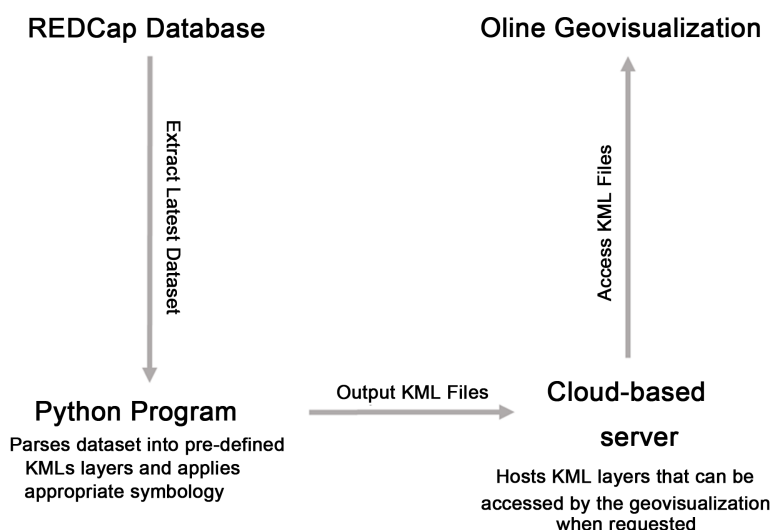 REDCap Database
Oline Geovisualization
Extract Latest Dataset
Access KML Files
Python Program
Parses dataset into pre-defined
KMLs layers and applies
appropriate symbology
Output KML Files
Cloud-based
server
Hosts KML layers that can be
accessed by the geovisualization
when requested